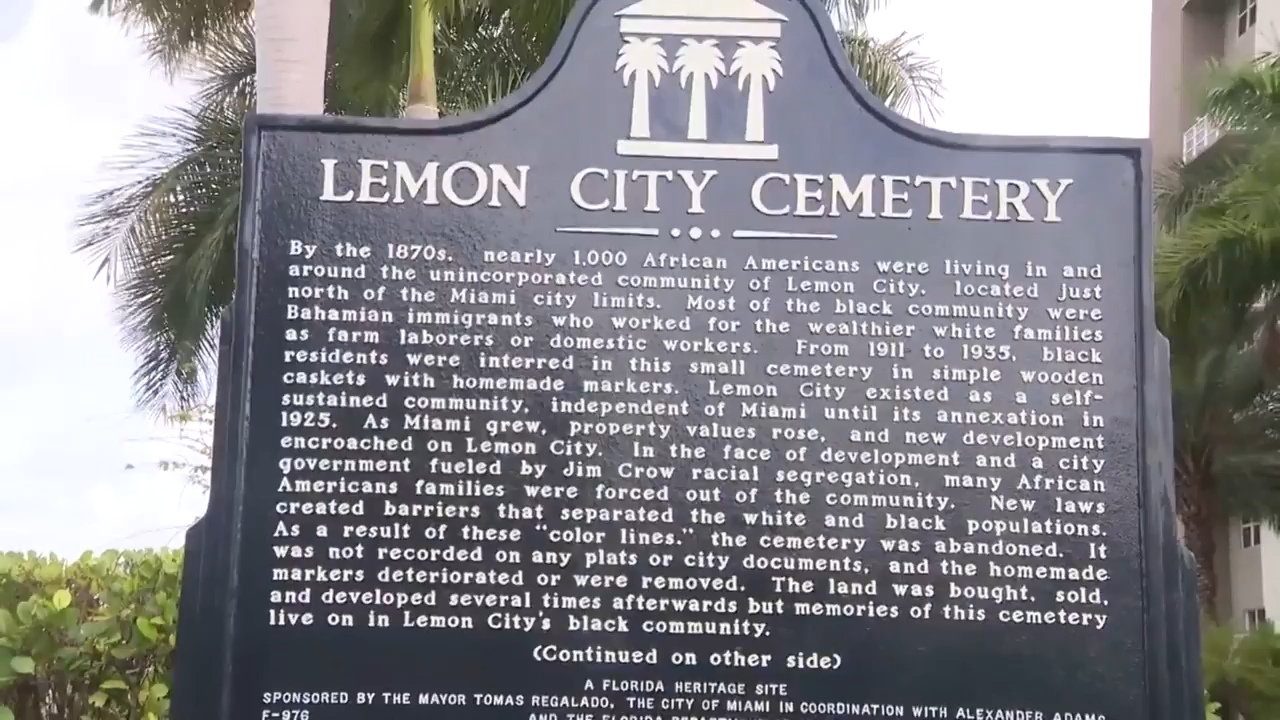 LEMON CITY CEMETERY
By the 1870s, nearly 1,000 African Americans were living in and
around the unincorporated community of Lemon City, located just
north of the Miami city limits. Most of the black community were
Bahamian immigrants who worked for the wealthier white families
as farm laborers or domestic workers. From 1911 to 1935, black
residents were interred in this small cemetery in simple wooden
caskets with homemade markers. Lemon City existed as a self-
sustained community, independent of Miami until its annexation in
1925. As Miami grew, property values rose, and new development
encroached on Lemon City. In the face of development and a city
government fueled by Jim Crow racial segregation, many African
Americans families were forced out of the community. New laws
created barriers that separated the white and black populations.
As a result of these “color lines.” the cemetery was abandoned. It
was not recorded on any plats or city documents, and the homemade
markers deteriorated or were removed. The land was bought, sold,
and developed several times afterwards but memories of this cemetery
live on in Lemon City's black community.
(Continued on other side)
A FLORIDA HERITAGE SITE
SPONSORED BY THE MAYOR TOMAS REGALADO, THE CITY OF MIAMI IN COORDINATION WITH ALEXANDER ADAMS
F-976 AND THE FLORIDA